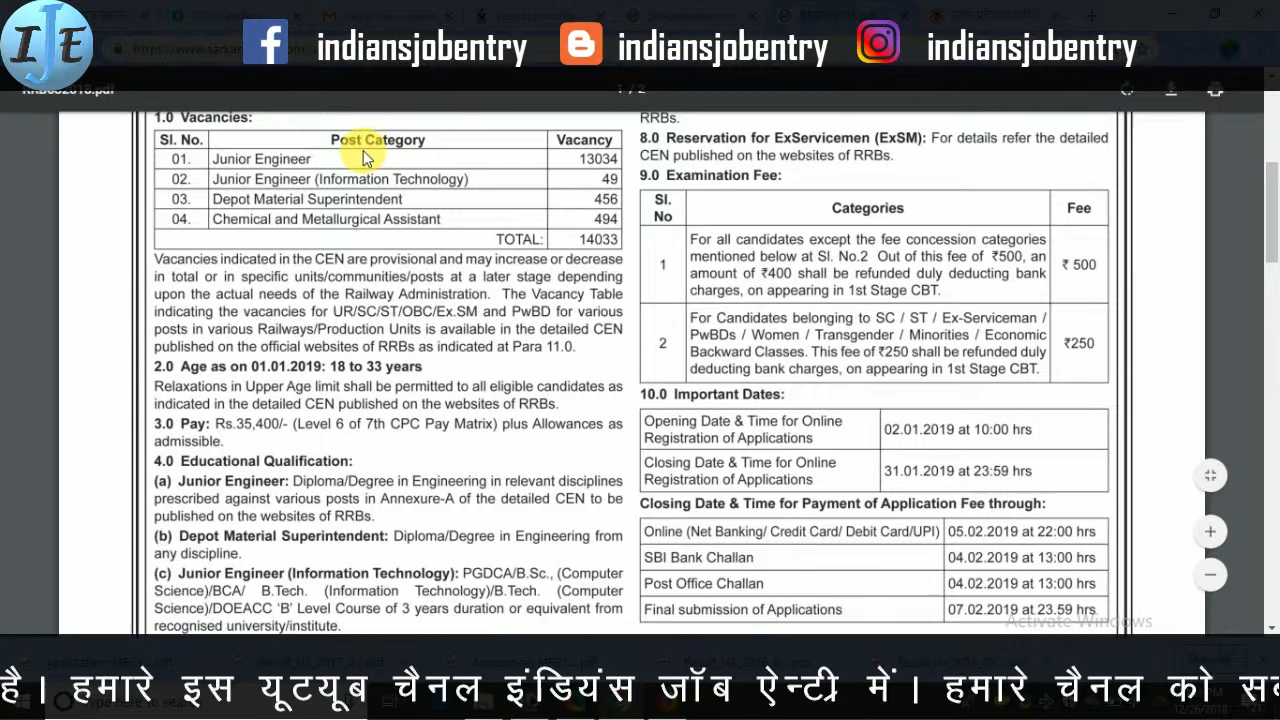 IJE
indiansjobentry
indiansjobentry
indiansjobentry
1 / 2
1.0 Vacancies:
Sl. No. Post Category Vacancy
01. Junior Engineer 13034
02. Junior Engineer (Information Technology) 49
03. Depot Material Superintendent 456
04. Chemical and Metallurgical Assistant 494
TOTAL: 14033
Vacancies indicated in the CEN are provisional and may increase or decrease
in total or in specific units/communities/posts at a later stage depending
upon the actual needs of the Railway Administration. The Vacancy Table
indicating the vacancies for UR/SC/ST/OBC/Ex.SM and PwBD for various
posts in various Railways/Production Units is available in the detailed CEN
published on the official websites of RRBs as indicated at Para 11.0.
2.0 Age as on 01.01.2019: 18 to 33 years
Relaxations in Upper Age limit shall be permitted to all eligible candidates as
indicated in the detailed CEN published on the websites of RRBs.
3.0 Pay: Rs.35,400/- (Level 6 of 7th CPC Pay Matrix) plus Allowances as
admissible.
4.0 Educational Qualification:
(a) Junior Engineer: Diploma/Degree in Engineering in relevant disciplines
prescribed against various posts in Annexure-A of the detailed CEN to be
published on the websites of RRBs.
(b) Depot Material Superintendent: Diploma/Degree in Engineering from
any discipline.
(c) Junior Engineer (Information Technology): PGDCA/B.Sc., (Computer
Science)/BCA/ B.Tech. (Information Technology)/B.Tech. (Computer
Science)/DOEACC 'B' Level Course of 3 years duration or equivalent from
recognised university/institute.
RRBs.
8.0 Reservation for ExServicemen (ExSM): For details refer the detailed
CEN published on the websites of RRBs.
9.0 Examination Fee:
Sl. No Categories Fee
1 For all candidates except the fee concession categories
mentioned below at Sl. No.2 Out of this fee of ₹500, an
amount of ₹400 shall be refunded duly deducting bank
charges, on appearing in 1st Stage CBT. ₹ 500
2 For Candidates belonging to SC / ST / Ex-Serviceman /
PwBDs / Women / Transgender / Minorities / Economic
Backward Classes. This fee of ₹250 shall be refunded duly
deducting bank charges, on appearing in 1st Stage CBT. ₹250
10.0 Important Dates:
Opening Date & Time for Online
Registration of Applications 02.01.2019 at 10:00 hrs
Closing Date & Time for Online
Registration of Applications 31.01.2019 at 23:59 hrs
Closing Date & Time for Payment of Application Fee through:
Online (Net Banking/ Credit Card/ Debit Card/UPI) 05.02.2019 at 22:00 hrs
SBI Bank Challan 04.02.2019 at 13:00 hrs
Post Office Challan 04.02.2019 at 13:00 hrs
Final submission of Applications 07.02.2019 at 23.59 hrs
Activate Windows
है। हमारे इस यूटयूब चैनल इंडियंस जॉब ऐन्टी्र में। हमारे चैनल को सब
12/26/2018